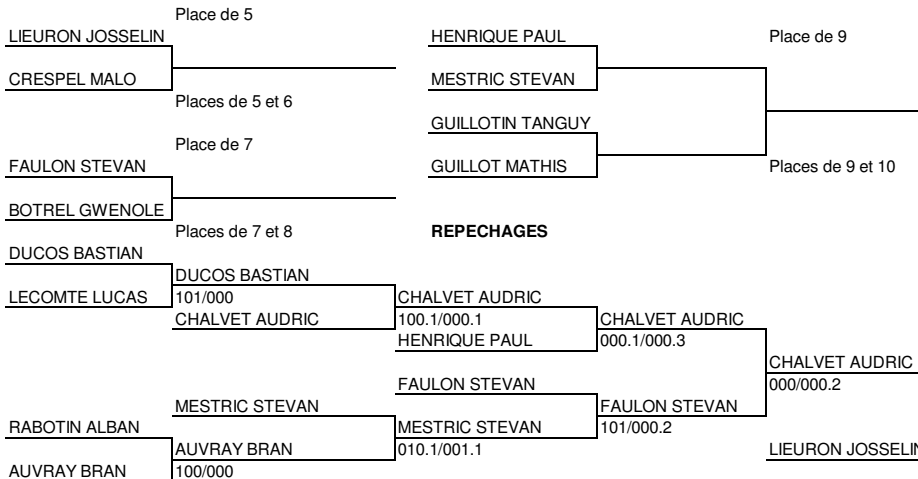 Place de 5
LIEURON JOSSELIN
HENRIQUE PAUL
Place de 9
CRESPEL MALO
MESTRIC STEVAN
Places de 5 et 6
GUILLOTIN TANGUY
Place de 7
FAULON STEVAN
GUILLOT MATHIS
Places de 9 et 10
BOTREL GWENOLE
Places de 7 et 8
REPECHAGES
DUCOS BASTIAN
DUCOS BASTIAN
LECOMTE LUCAS
101/000
CHALVET AUDRIC
CHALVET AUDRIC
100.1/000.1
CHALVET AUDRIC
HENRIQUE PAUL
000.1/000.3
CHALVET AUDRIC
000/000.2
FAULON STEVAN
MESTRIC STEVAN
FAULON STEVAN
RABOTIN ALBAN
MESTRIC STEVAN
101/000.2
AUVRAY BRAN
010.1/001.1
LIEURON JOSSELIN
AUVRAY BRAN
100/000